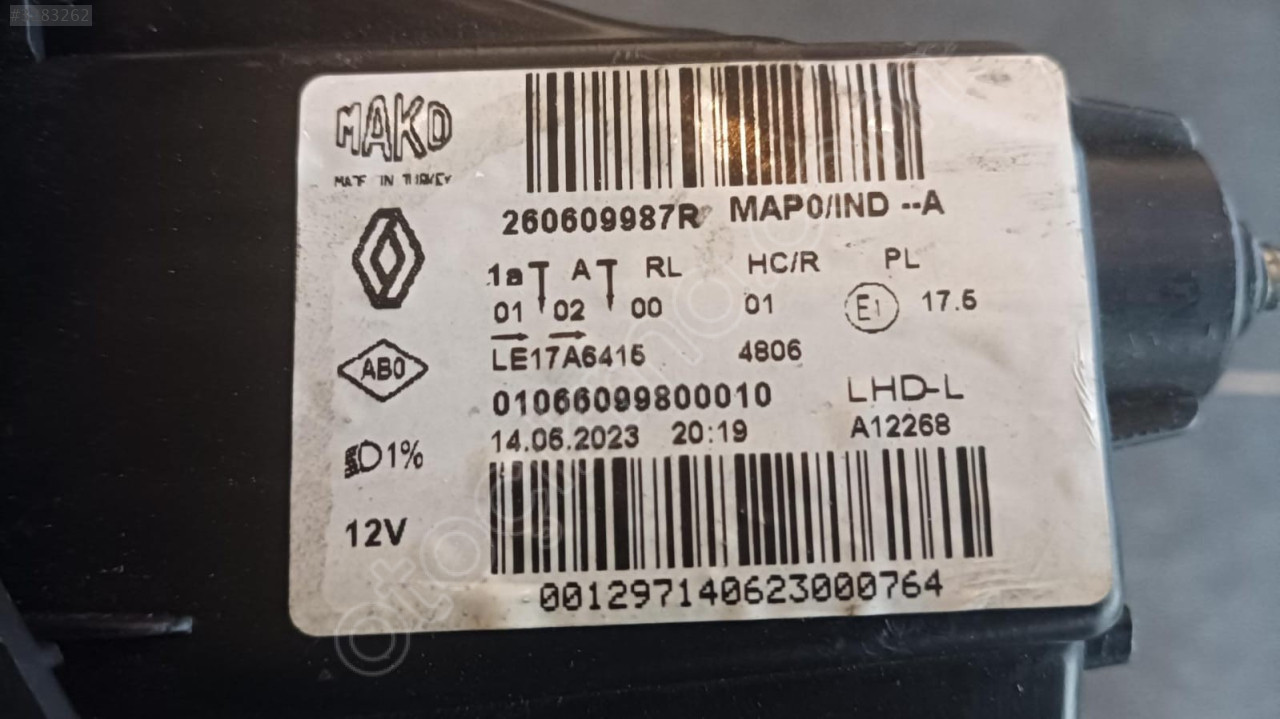 MAKO
MADE IN TURKEY
260609987R MAP0/IND --A
1a A RL HC/R PL
01 02 00 01 E1 17.5
LE17A6415 4806
ABO
01066099800010 LHD-L
14.06.2023 20:19 A12268
1%
12V
001297140623000764